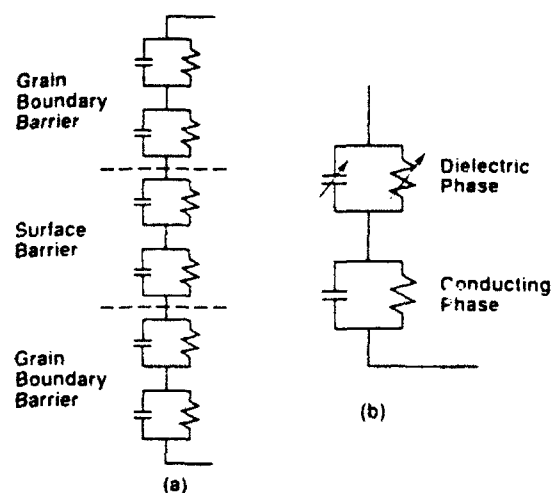 Grain
Boundary
Barrier
Surface
Barrier
Grain
Boundary
Barrier
(a)
Dielectric
Phase
Conducting
Phase
(b)